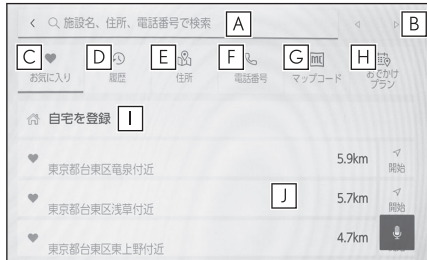 施設名、住所、電話番号で検索 A B
C D E F G H
お気に入り 履歴 住所 電話番号 マップコード おでかけプラン
自宅を登録 I
5.9km
東京都台東区竜泉付近 開始
J
5.7km
東京都台東区浅草付近 開始
4.7km
東京都台東区東上野付近